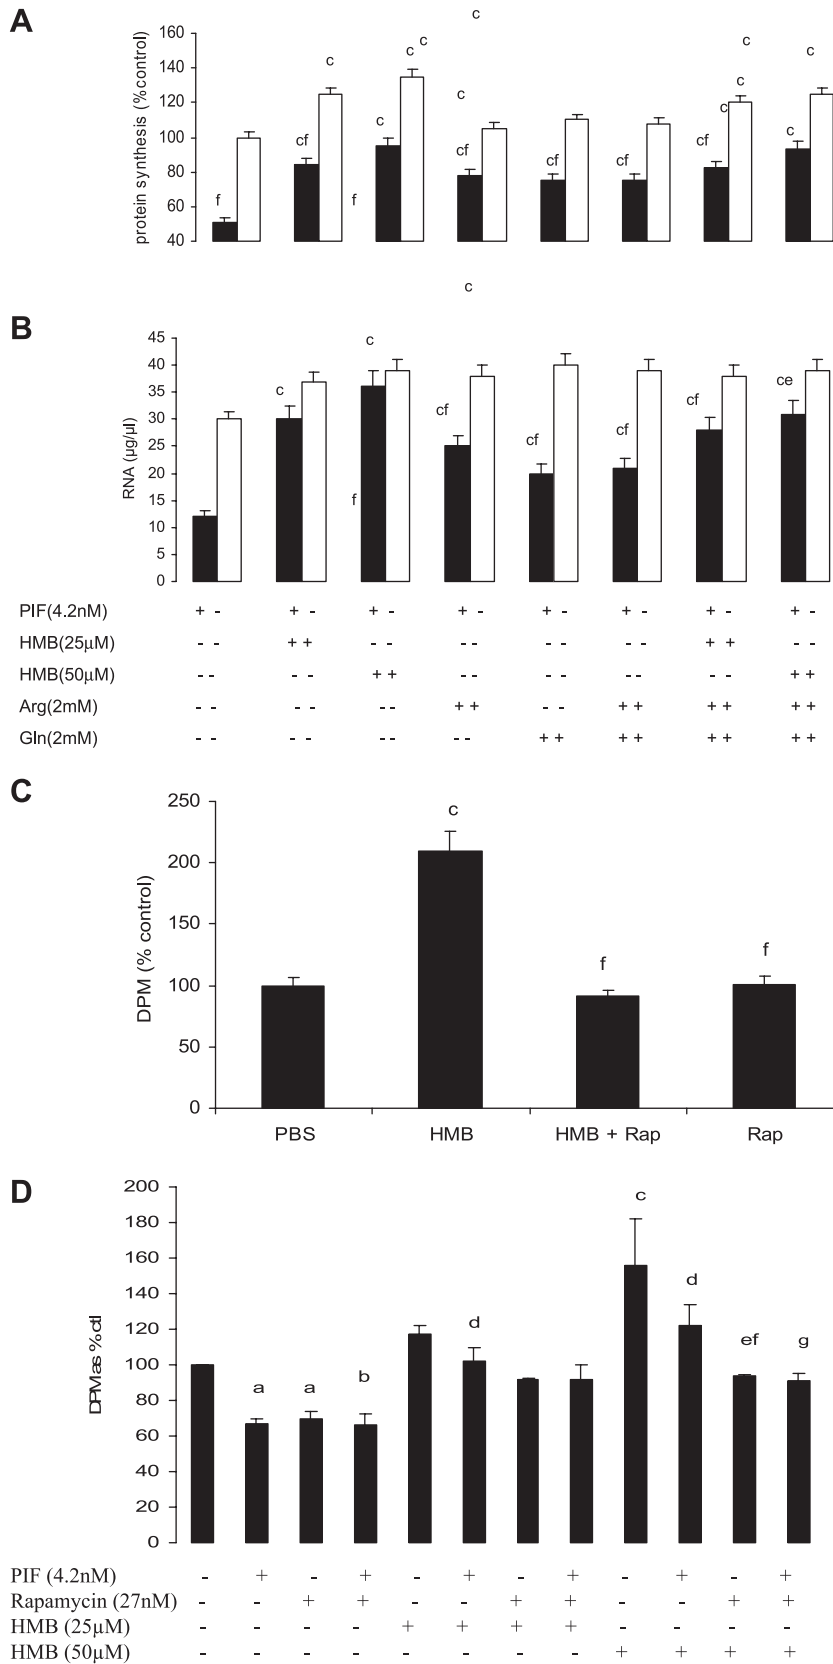 A
protein synthesis (%control)
160
140
120
100
80
60
40
f
cf
c
c
f
c
c
cf
c
c
cf
cf
cf
c
c
c
c
c
c
B
RNA (µg/µl)
45
40
35
30
25
20
15
10
5
0
c
c
f
cf
cf
cf
cf
ce
PIF(4.2nM) + - + - + - + - + - + - + - + -
HMB(25µM) - - + + - - - - - - - - + + - -
HMB(50µM) - - - - + + - - - - - - - - + +
Arg(2mM) - - - - - - + + - - + + + + + +
Gln(2mM) - - - - - - - - + + + + + + + +
C
DPM (% control)
250
200
150
100
50
0
c
f
f
PBS HMB HMB + Rap Rap
D
DPM as % ctl
200
180
160
140
120
100
80
60
40
20
0
a a b d c d ef g
PIF (4.2nM) - + - + - + - + - + - +
Rapamycin (27nM) - - + + - - + + - - + +
HMB (25µM) - - - - + + + + - - - -
HMB (50µM) - - - - - - - - + + + +